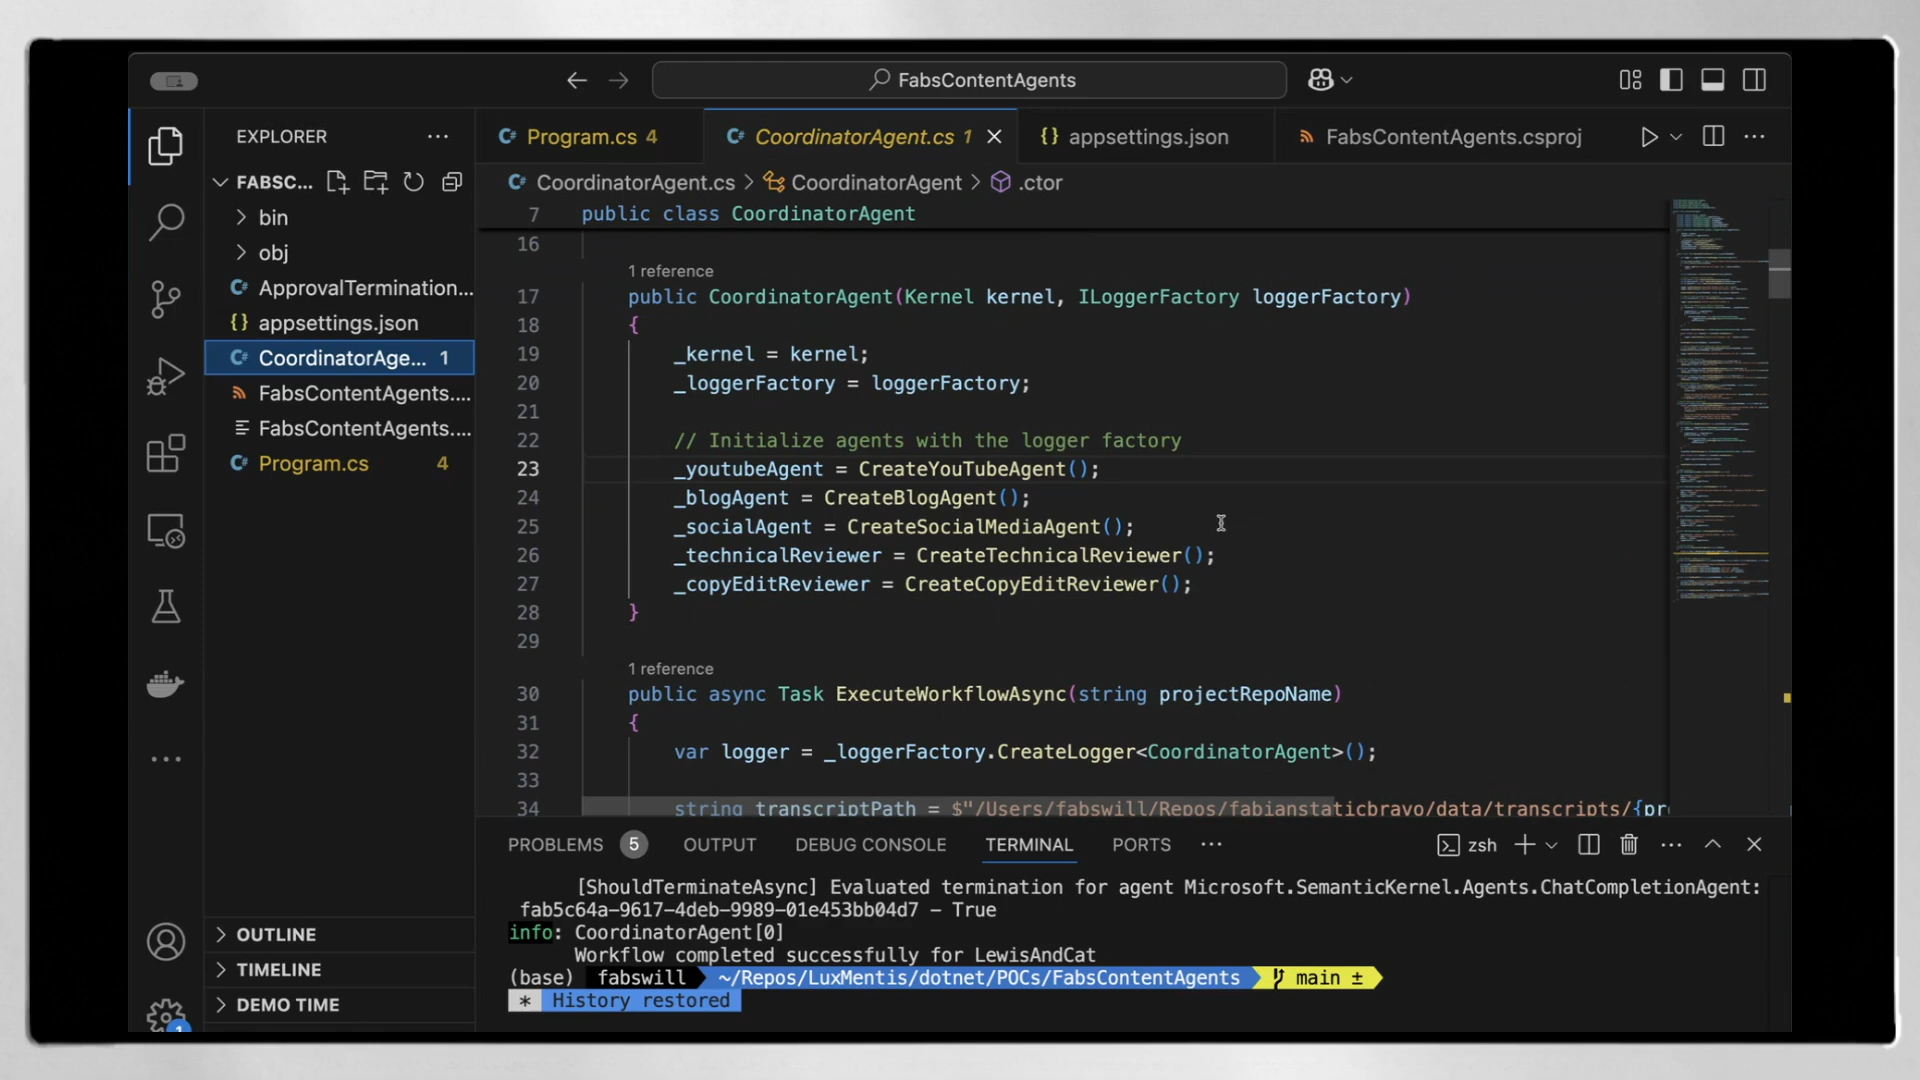 FabsContentAgents
EXPLORER
Program.cs 4
CoordinatorAgent.cs 1
{} appsettings.json
FabsContentAgents.csproj
FABSC...
bin
obj
ApprovalTermination...
{} appsettings.json
CoordinatorAge... 1
FabsContentAgents....
FabsContentAgents....
Program.cs 4
OUTLINE
TIMELINE
DEMO TIME
1
CoordinatorAgent.cs > CoordinatorAgent > .ctor
7 public class CoordinatorAgent
16
1 reference
17 public CoordinatorAgent(Kernel kernel, ILoggerFactory loggerFactory)
18 {
19 _kernel = kernel;
20 _loggerFactory = loggerFactory;
21
22 // Initialize agents with the logger factory
23 _youtubeAgent = CreateYouTubeAgent();
24 _blogAgent = CreateBlogAgent();
25 _socialAgent = CreateSocialMediaAgent();
26 _technicalReviewer = CreateTechnicalReviewer();
27 _copyEditReviewer = CreateCopyEditReviewer();
28 }
29
1 reference
30 public async Task ExecuteWorkflowAsync(string projectRepoName)
31 {
32 var logger = _loggerFactory.CreateLogger<CoordinatorAgent>();
33
34 string transcriptPath = $"/Users/fabswill/Repos/fabianstaticbravo/data/transcripts/{pr
PROBLEMS 5 OUTPUT DEBUG CONSOLE TERMINAL PORTS
zsh
[ShouldTerminateAsync] Evaluated termination for agent Microsoft.SemanticKernel.Agents.ChatCompletionAgent:
fab5c64a-9617-4deb-9989-01e453bb04d7 - True
info: CoordinatorAgent[0]
Workflow completed successfully for LewisAndCat
(base) fabswill ~/Repos/LuxMentis/dotnet/POCs/FabsContentAgents main ±
* History restored